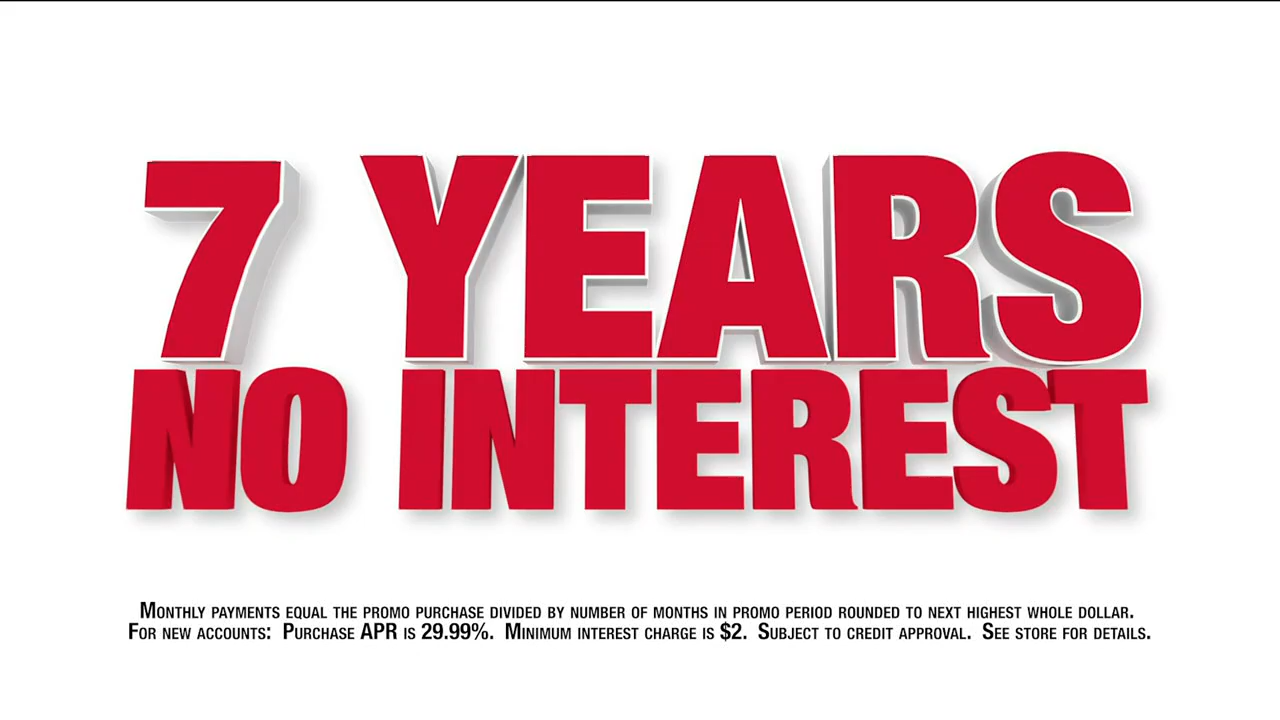 7 YEARS
NO INTEREST
MONTHLY PAYMENTS EQUAL THE PROMO PURCHASE DIVIDED BY NUMBER OF MONTHS IN PROMO PERIOD ROUNDED TO NEXT HIGHEST WHOLE DOLLAR.
FOR NEW ACCOUNTS: PURCHASE APR IS 29.99%. MINIMUM INTEREST CHARGE IS $2. SUBJECT TO CREDIT APPROVAL. SEE STORE FOR DETAILS.